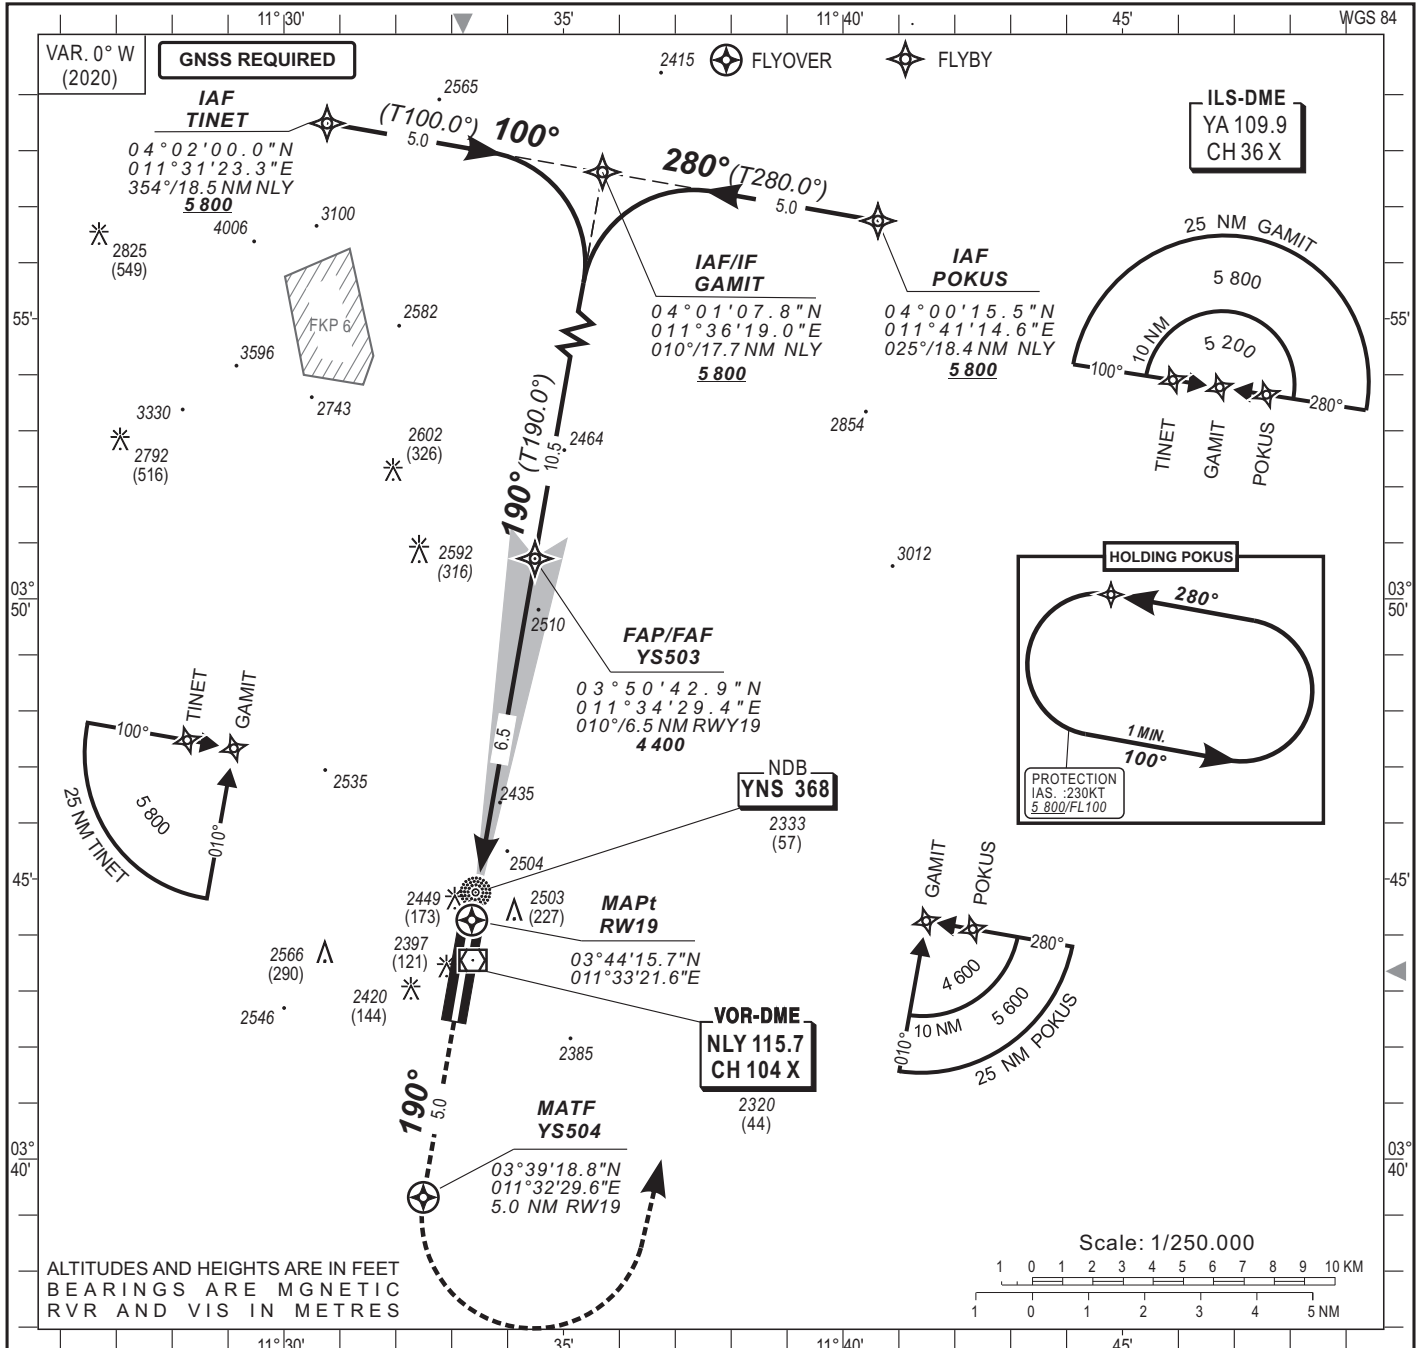 11°30'
35'
11°40'
45'
WGS 84
VAR. 0° W
(2020)
GNSS REQUIRED
2415
FLYOVER
FLYBY
2565
IAF
TINET
04°02'00.0"N
011°31'23.3"E
354°/18.5 NM NLY
5 800
(T100.0°)
5.0
100°
280° (T280.0°)
5.0
ILS-DME
YA 109.9
CH 36 X
3100
4006
2825
(549)
IAF/IF
GAMIT
04°01'07.8"N
011°36'19.0"E
010°/17.7 NM NLY
5 800
IAF
POKUS
04°00'15.5"N
011°41'14.6"E
025°/18.4 NM NLY
5 800
25 NM GAMIT
5 800
10 NM
5 200
100°
280°
TINET
GAMIT
POKUS
55'
55'
FKP 6
2582
3596
3330
2743
2792
(516)
2602
(326)
2464
2854
190° (T190.0°)
10.5
2592
(316)
3012
HOLDING POKUS
280°
1 MIN.
100°
PROTECTION
IAS. :230KT
5 800/FL100
03°
50'
03°
50'
2510
FAP/FAF
YS503
03°50'42.9"N
011°34'29.4"E
010°/6.5 NM RWY19
4 400
6.5
TINET
GAMIT
100°
5 800
010°
25 NM TINET
2535
2435
NDB
YNS 368
2333
(57)
2504
45'
45'
2449
(173)
2503
(227)
MAPt
RW19
03°44'15.7"N
011°33'21.6"E
2566
(290)
2397
(121)
2420
(144)
2546
GAMIT
POKUS
280°
4 600
5 600
10 NM
010°
25 NM POKUS
VOR-DME
NLY 115.7
CH 104 X
2320
(44)
2385
190°
5.0
MATF
YS504
03°39'18.8"N
011°32'29.6"E
5.0 NM RW19
03°
40'
03°
40'
ALTITUDES AND HEIGHTS ARE IN FEET
BEARINGS ARE MGNETIC
RVR AND VIS IN METRES
Scale: 1/250.000
1 0 1 2 3 4 5 6 7 8 9 10 KM
1 0 1 2 3 4 5 NM
11°30'
35'
11°40'
45'